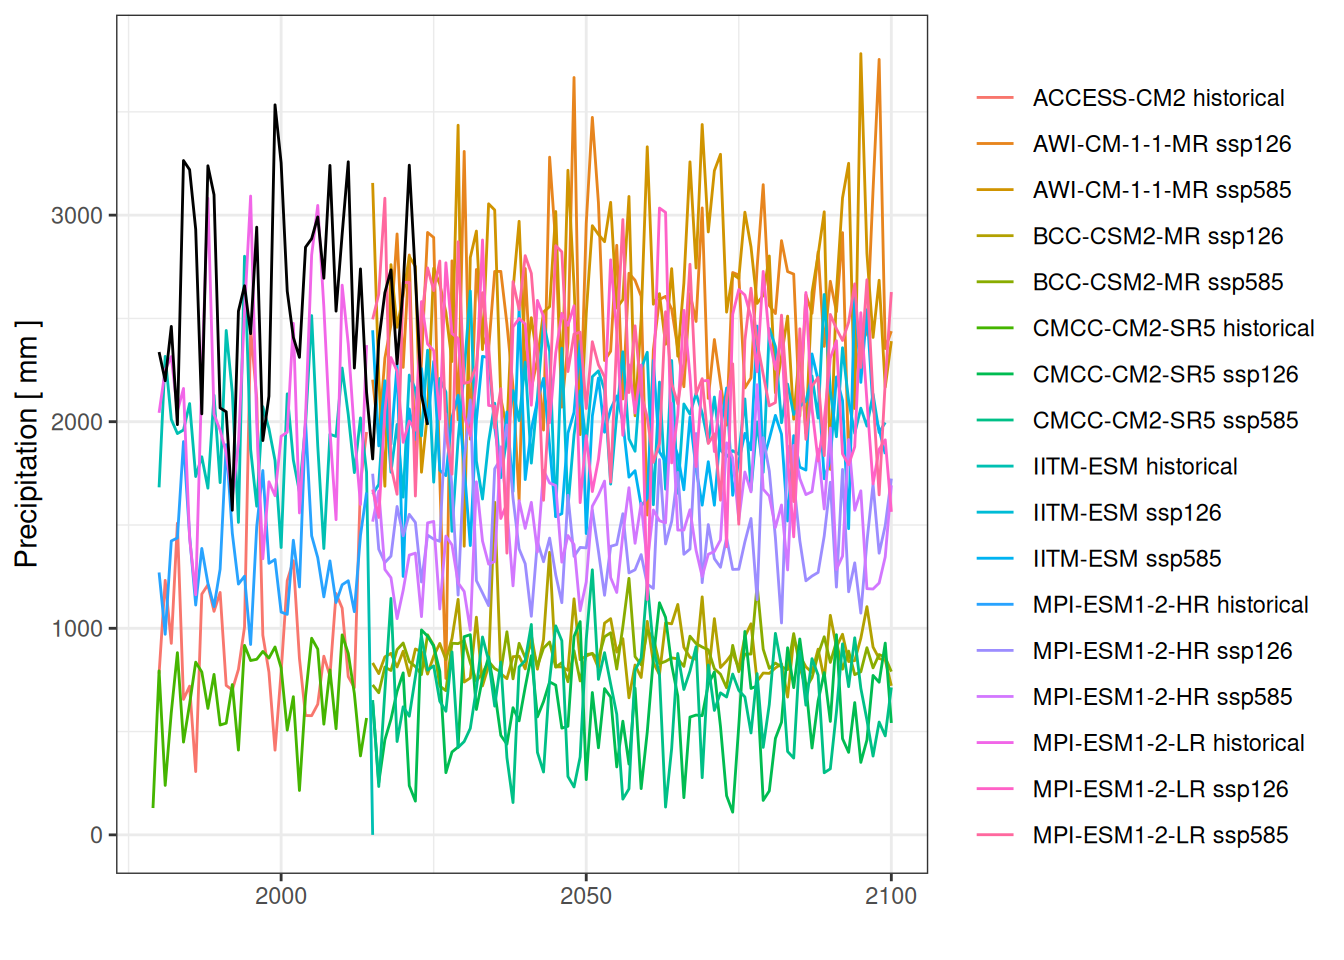 Precipitation [ mm ]
3000
2000
1000
0
2000
2050
2100
ACCESS-CM2 historical
AWI-CM-1-1-MR ssp126
AWI-CM-1-1-MR ssp585
BCC-CSM2-MR ssp126
BCC-CSM2-MR ssp585
CMCC-CM2-SR5 historical
CMCC-CM2-SR5 ssp126
CMCC-CM2-SR5 ssp585
IITM-ESM historical
IITM-ESM ssp126
IITM-ESM ssp585
MPI-ESM1-2-HR historical
MPI-ESM1-2-HR ssp126
MPI-ESM1-2-HR ssp585
MPI-ESM1-2-LR historical
MPI-ESM1-2-LR ssp126
MPI-ESM1-2-LR ssp585